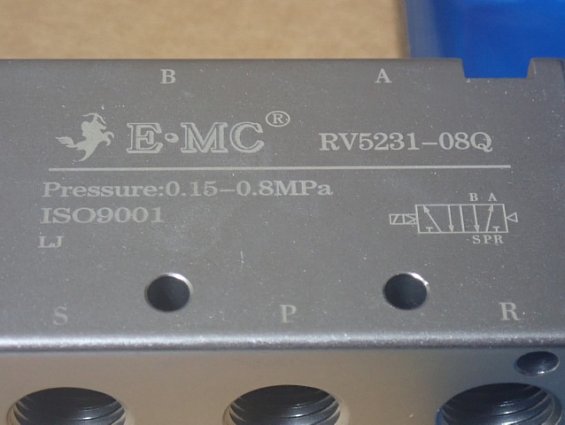 B A
E·MC® RV5231-08Q
Pressure:0.15-0.8MPa
ISO9001
LJ
B A
S P R
S P R